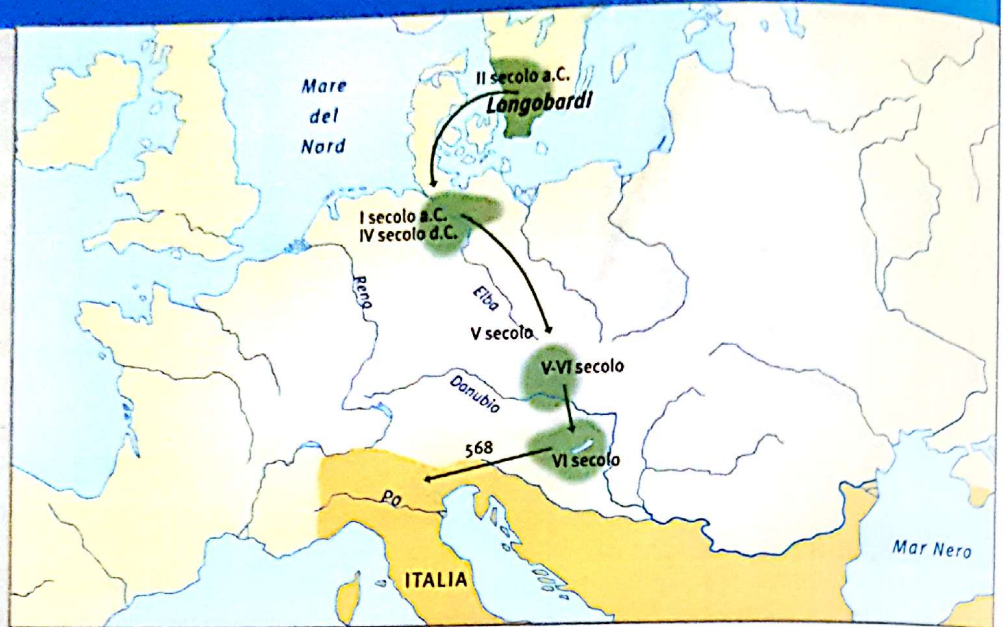 Mare
del
Nord
II secolo a.C.
Longobardi
I secolo a.C.
IV secolo d.C.
Reno
Elba
V secolo
V-VI secolo
Danubio
568
VI secolo
Po
ITALIA
Mar Nero